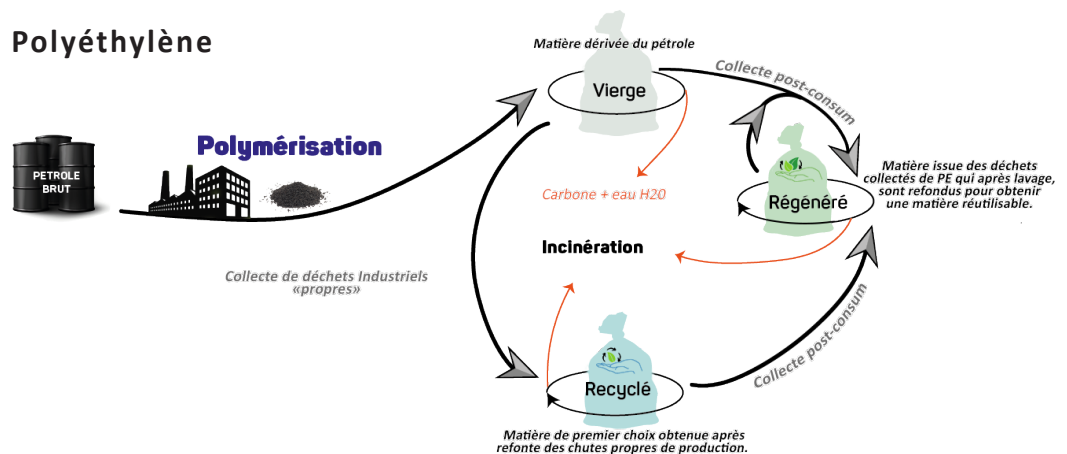 Polyéthylène
Matière dérivée du pétrole
Collecte post-consum
Vierge
Polymérisation
PETROLE
BRUT
Matière issue des déchets
collectés de PE qui après lavage,
sont refondus pour obtenir
une matière réutilisable.
Carbone + eau H20
Régénéré
Incinération
Collecte de déchets Industriels
«propres»
Collecte post-consum
Recyclé
Matière de premier choix obtenue après
refonte des chutes propres de production.